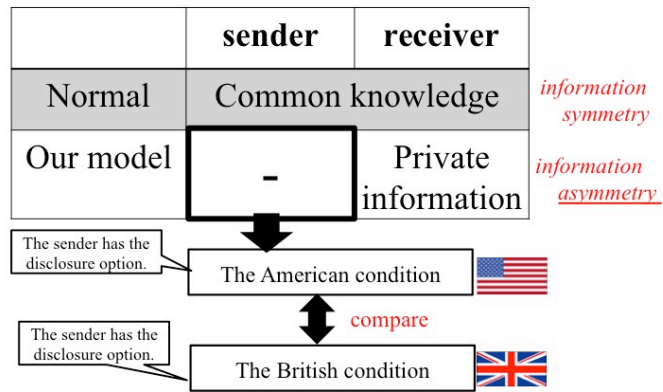 sender receiver
Normal Common knowledge
information
symmetry
Our model - Private
information
information
asymmetry
The sender has the
disclosure option.
The American condition
compare
The sender has the
disclosure option.
The British condition